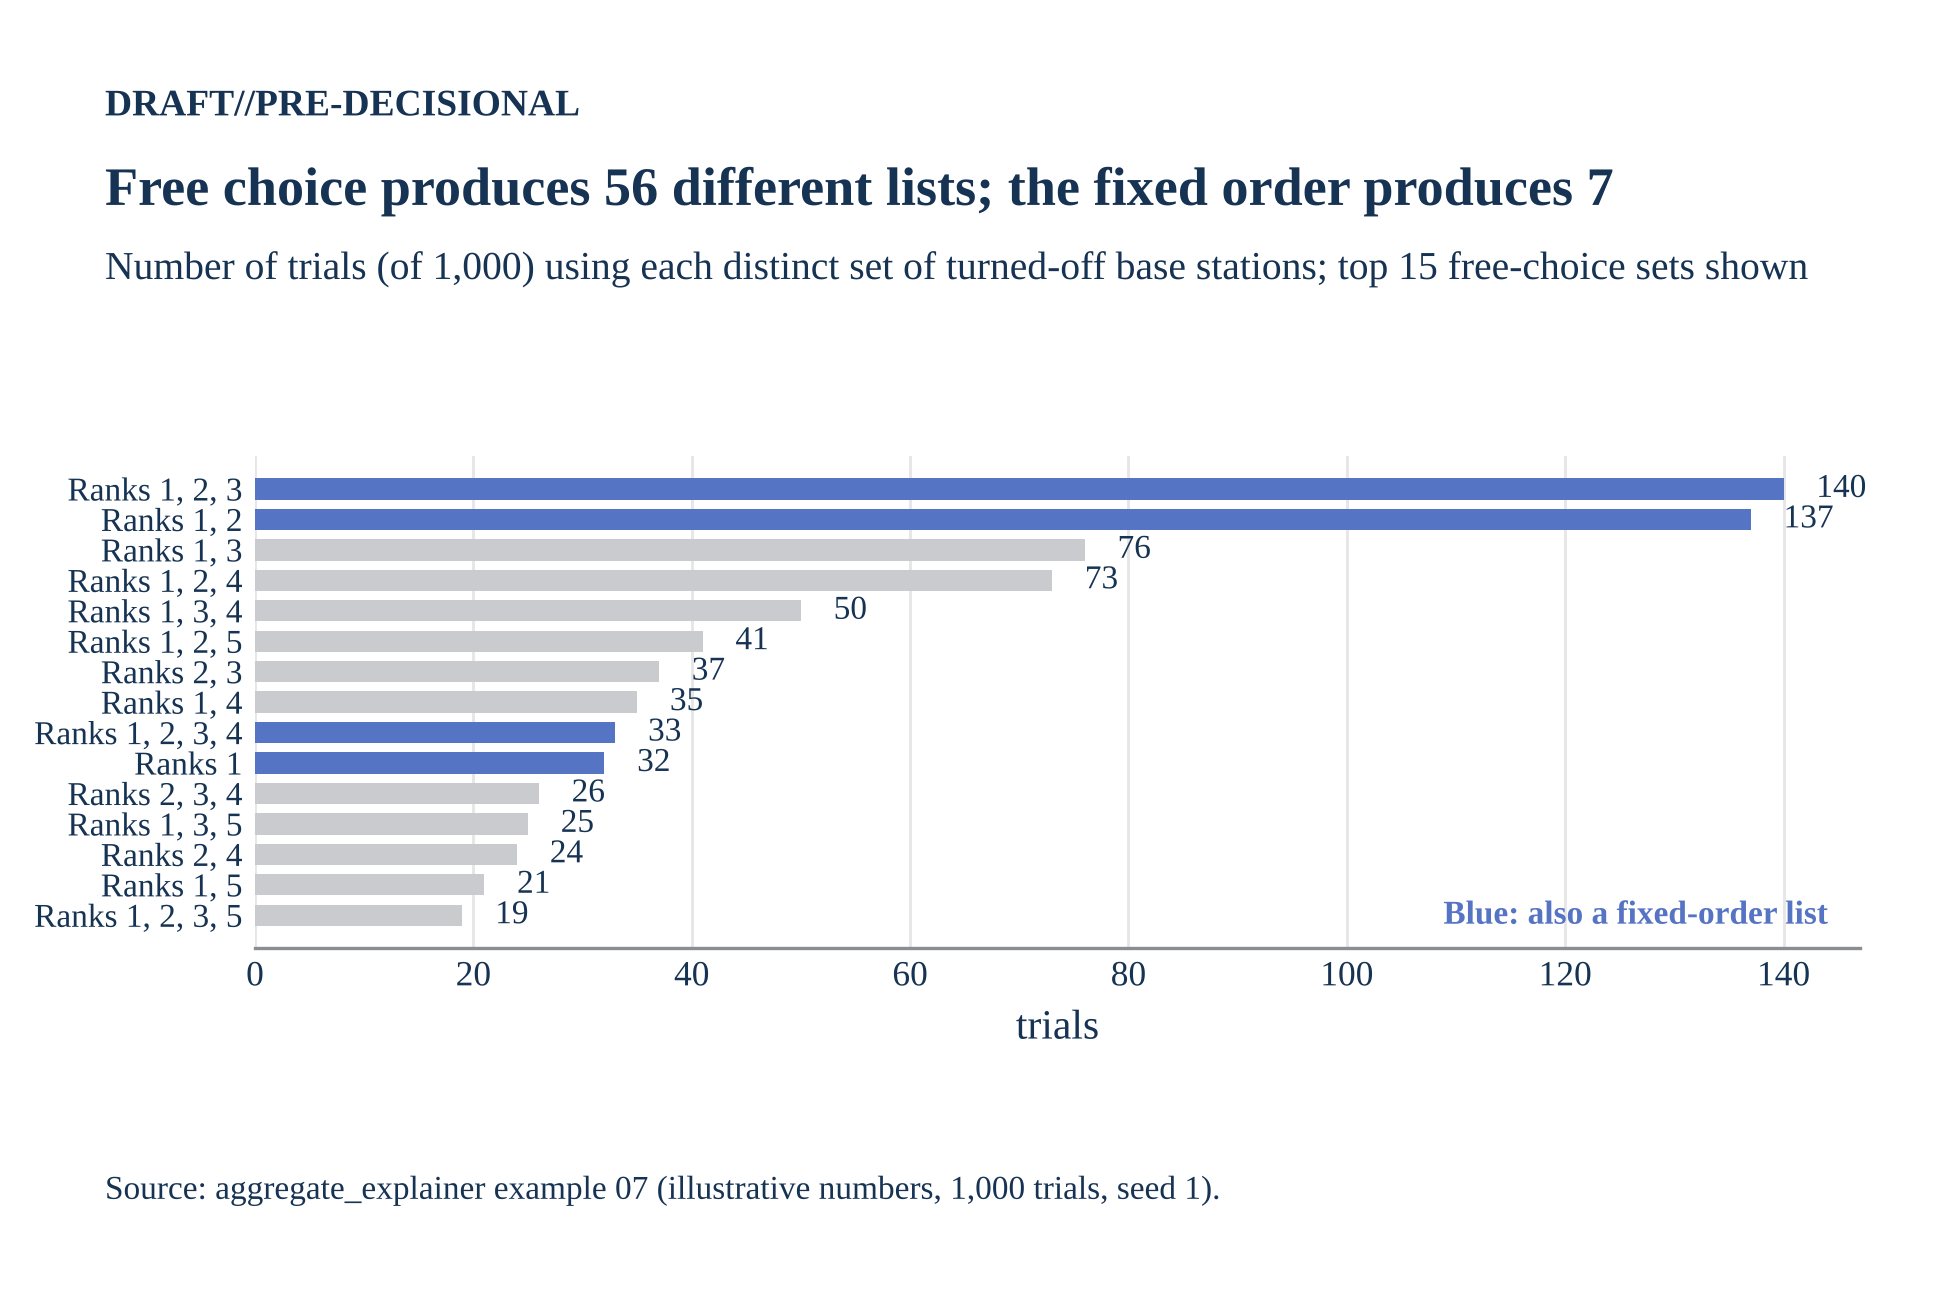 DRAFT//PRE-DECISIONAL
Free choice produces 56 different lists; the fixed order produces 7
Number of trials (of 1,000) using each distinct set of turned-off base stations; top 15 free-choice sets shown
Ranks 1, 2, 3 140
Ranks 1, 2 137
Ranks 1, 3 76
Ranks 1, 2, 4 73
Ranks 1, 3, 4 50
Ranks 1, 2, 5 41
Ranks 2, 3 37
Ranks 1, 4 35
Ranks 1, 2, 3, 4 33
Ranks 1 32
Ranks 2, 3, 4 26
Ranks 1, 3, 5 25
Ranks 2, 4 24
Ranks 1, 5 21
Ranks 1, 2, 3, 5 19
Blue: also a fixed-order list
0 20 40 60 80 100 120 140
trials
Source: aggregate_explainer example 07 (illustrative numbers, 1,000 trials, seed 1).